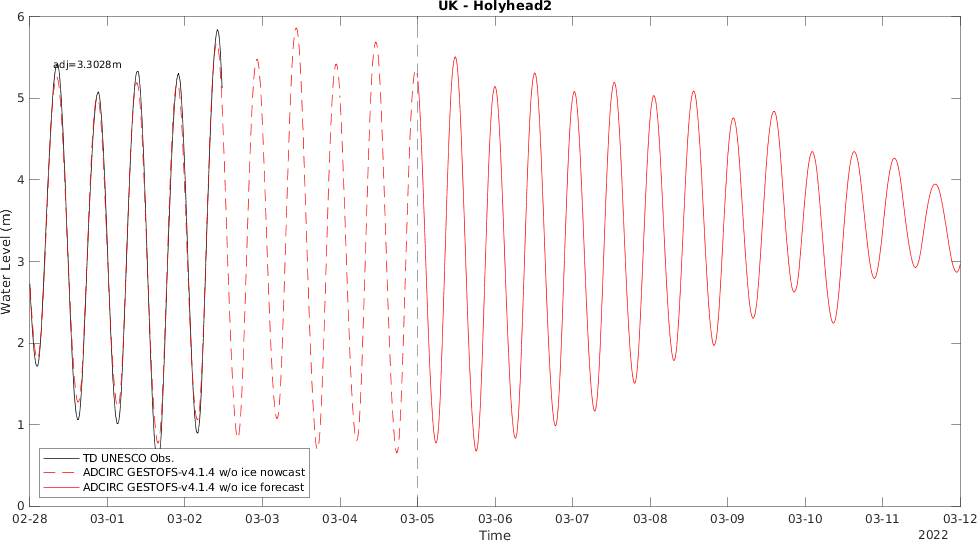 UK - Holyhead2
6
5
4
3
2
1
0
Water Level (m)
adj=3.3028m
TD UNESCO Obs.
ADCIRC GESTOFS-v4.1.4 w/o ice nowcast
ADCIRC GESTOFS-v4.1.4 w/o ice forecast
02-28 03-01 03-02 03-03 03-04 03-05 03-06 03-07 03-08 03-09 03-10 03-11 03-12
Time
2022